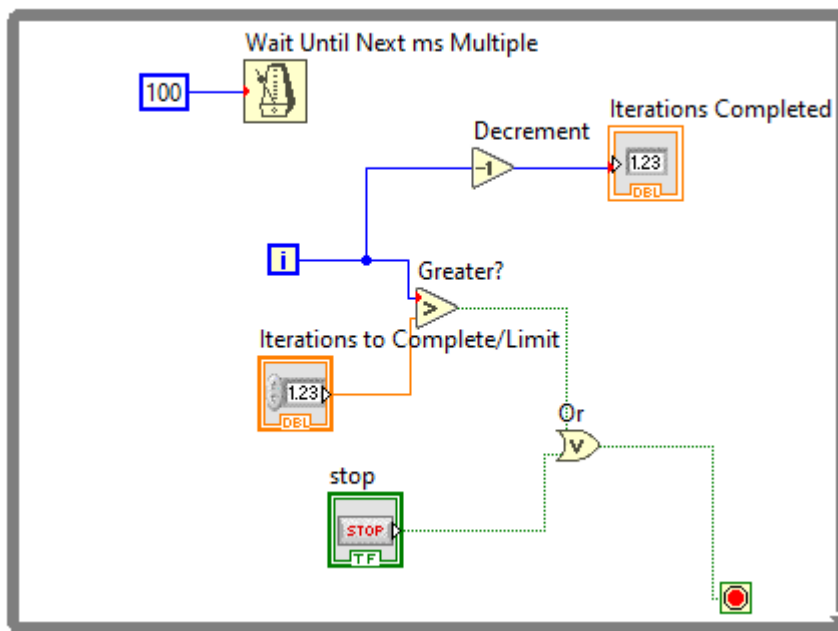 Wait Until Next ms Multiple
100
Iterations Completed
Decrement
-1
1.23
DBL
i
Greater?
>
Iterations to Complete/Limit
1.23
DBL
Or
V
stop
STOP
TF